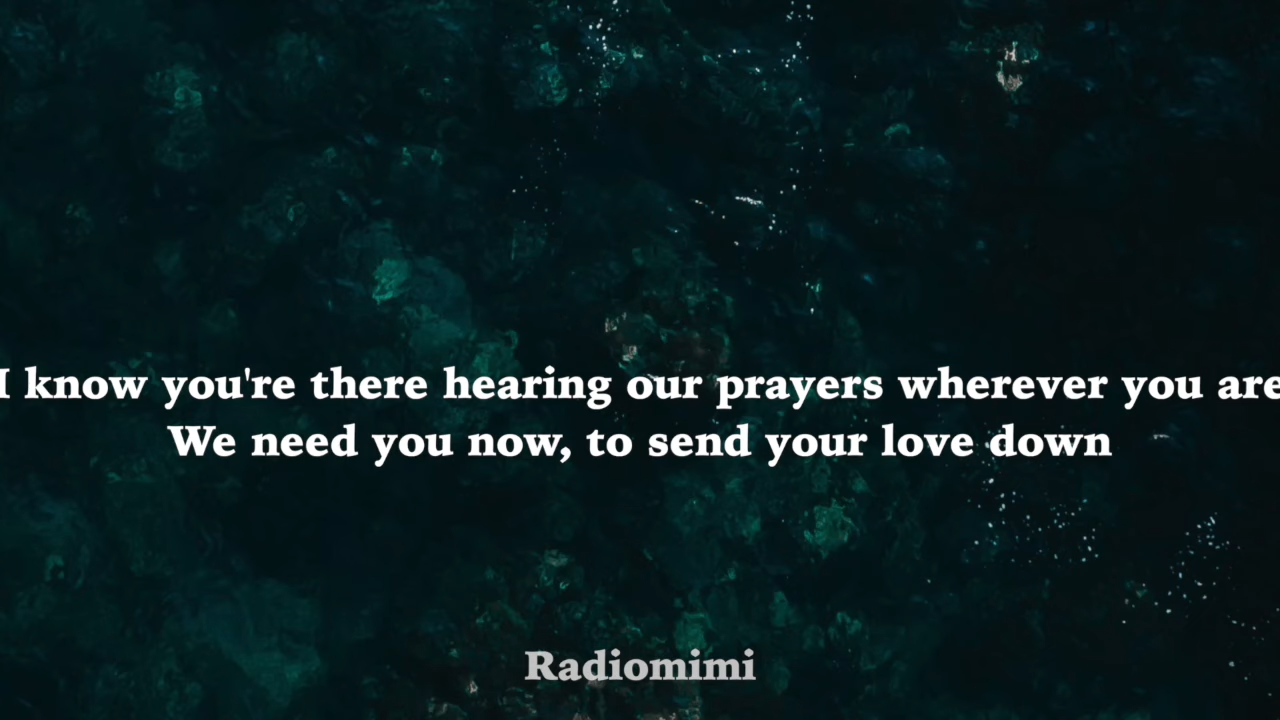 I know you're there hearing our prayers wherever you are
We need you now, to send your love down
Radiomimi